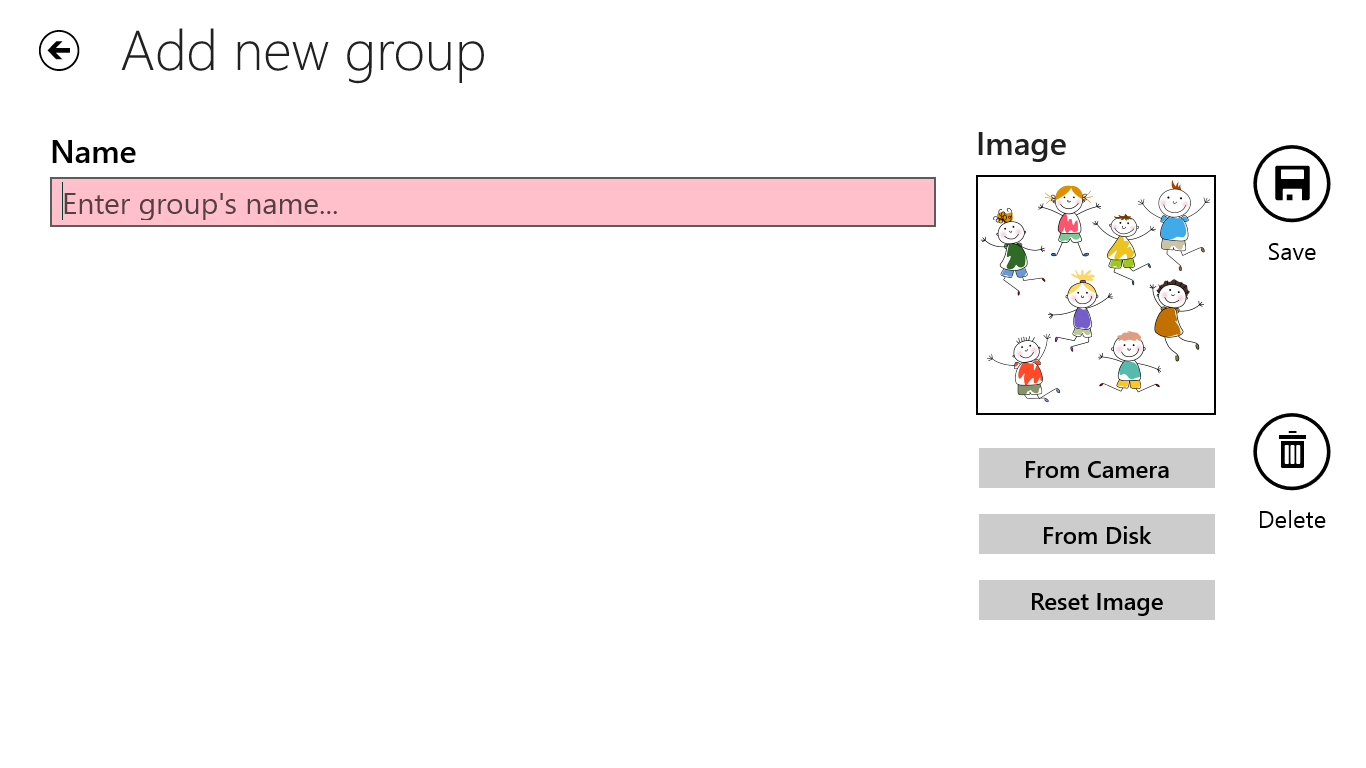 Add new group
Name
Enter group's name...
Image
Save
From Camera
From Disk
Reset Image
Delete